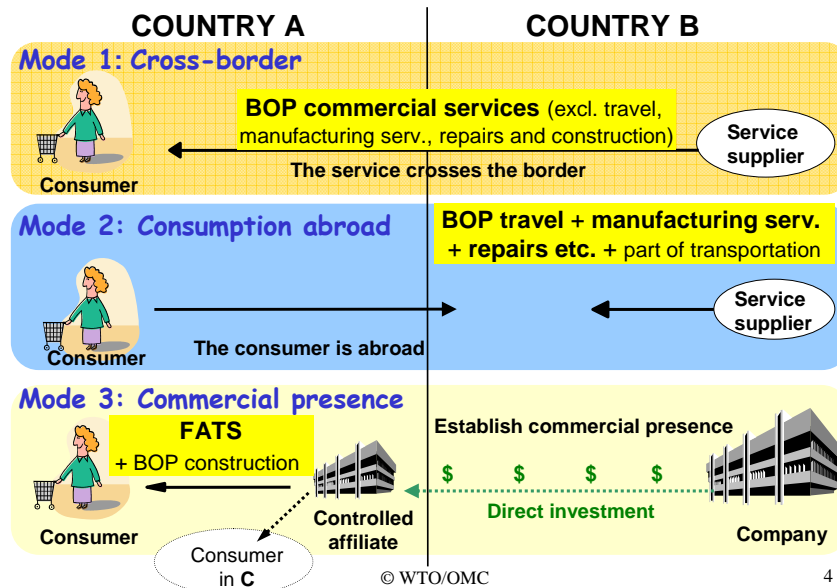 COUNTRY A
COUNTRY B
Mode 1: Cross-border
BOP commercial services (excl. travel,
manufacturing serv., repairs and construction)
Service
supplier
The service crosses the border
Consumer
Mode 2: Consumption abroad
BOP travel + manufacturing serv.
+ repairs etc. + part of transportation
Service
supplier
The consumer is abroad
Consumer
Mode 3: Commercial presence
FATS
+ BOP construction
Establish commercial presence
$ $ $ $
Direct investment
Controlled
affiliate
Company
Consumer
Consumer
in C
© WTO/OMC
4